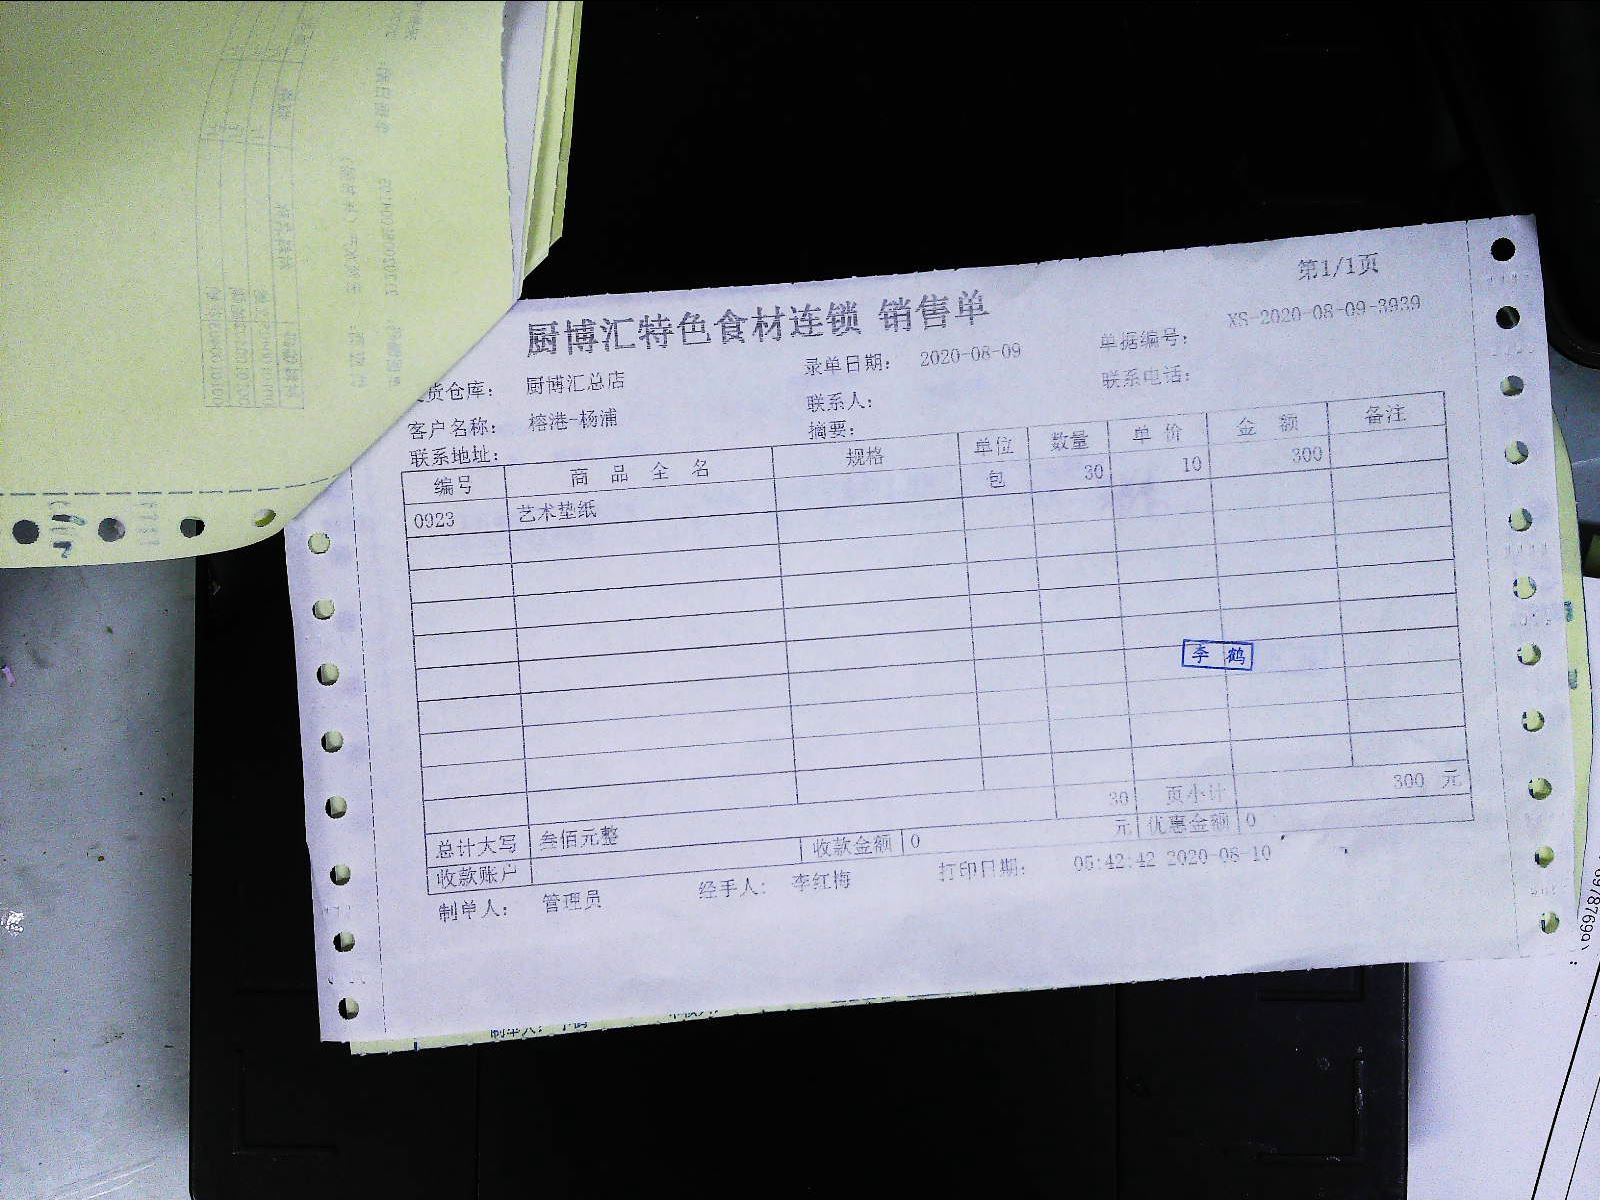 第1/1页
厨博汇特色食材连锁 销售单
货仓库： 厨博汇总店 录单日期： 2020-08-09 单据编号： XS-2020-08-09-3939
客户名称： 榕港-杨浦 联系人： 联系电话：
联系地址： 摘要：
编号 商 品 全 名 规格 单位 数量 单 价 金 额 备注
0923 艺术垫纸 包 30 10 300
李 鹤
30 页小计 300 元
总计大写 叁佰元整 收款金额 0 元 优惠金额 0
收款账户
制单人： 管理员 经手人： 李红梅 打印日期： 05:42:42 2020-08-10